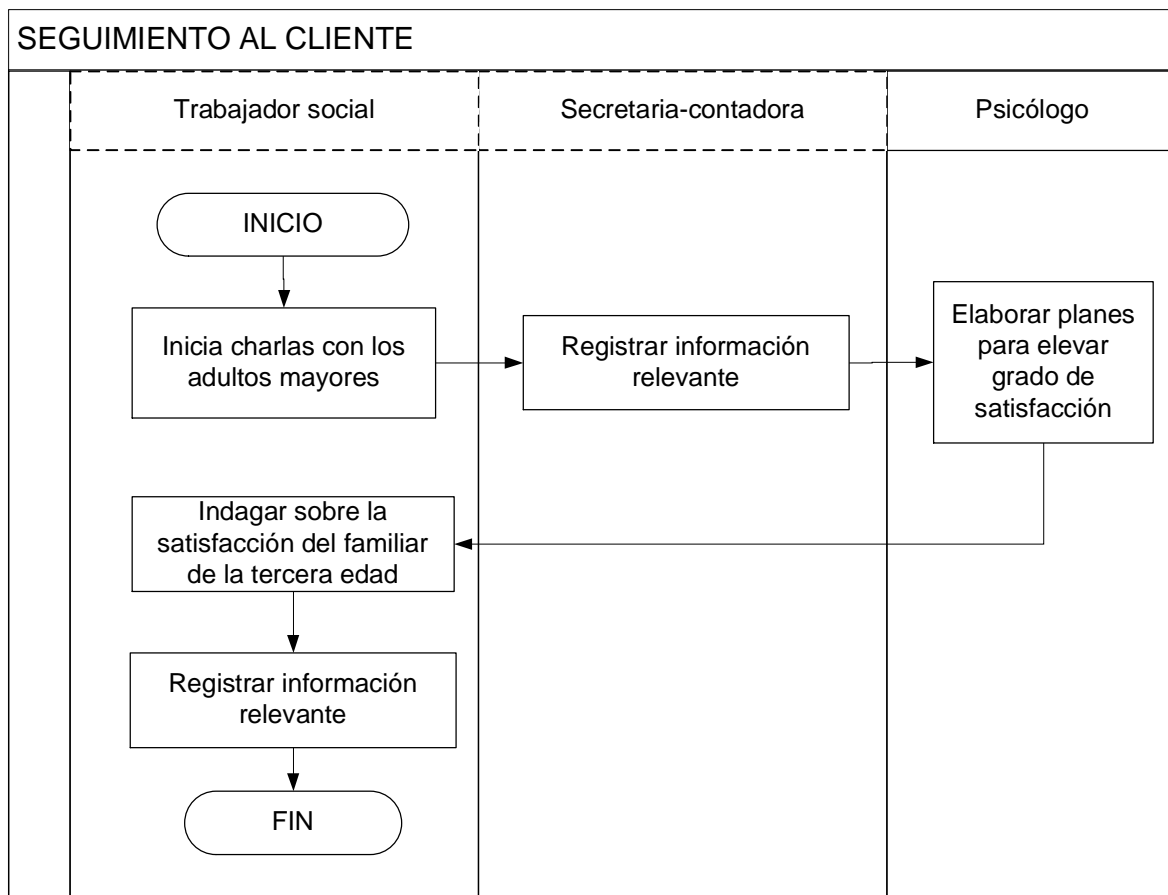 SEGUIMIENTO AL CLIENTE
Trabajador social
Secretaria-contadora
Psicólogo
INICIO
Inicia charlas con los
adultos mayores
Registrar información
relevante
Elaborar planes
para elevar
grado de
satisfacción
Indagar sobre la
satisfacción del familiar
de la tercera edad
Registrar información
relevante
FIN